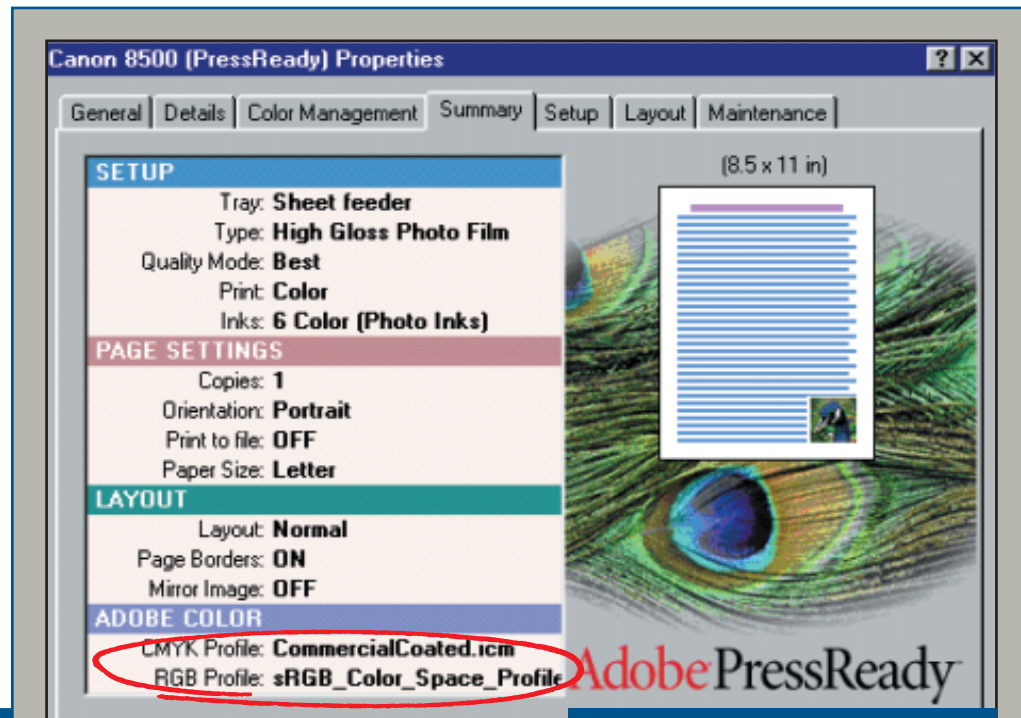 Canon 8500 (PressReady) Properties
General Details Color Management Summary Setup Layout Maintenance
SETUP
Tray: Sheet feeder
Type: High Gloss Photo Film
Quality Mode: Best
Print: Color
Inks: 6 Color (Photo Inks)
PAGE SETTINGS
Copies: 1
Orientation: Portrait
Print to file: OFF
Paper Size: Letter
LAYOUT
Layout: Normal
Page Borders: ON
Mirror Image: OFF
ADOBE COLOR
CMYK Profile: CommercialCoated.icm
RGB Profile: sRGB_Color_Space_Profile
(8.5 x 11 in)
Adobe PressReady